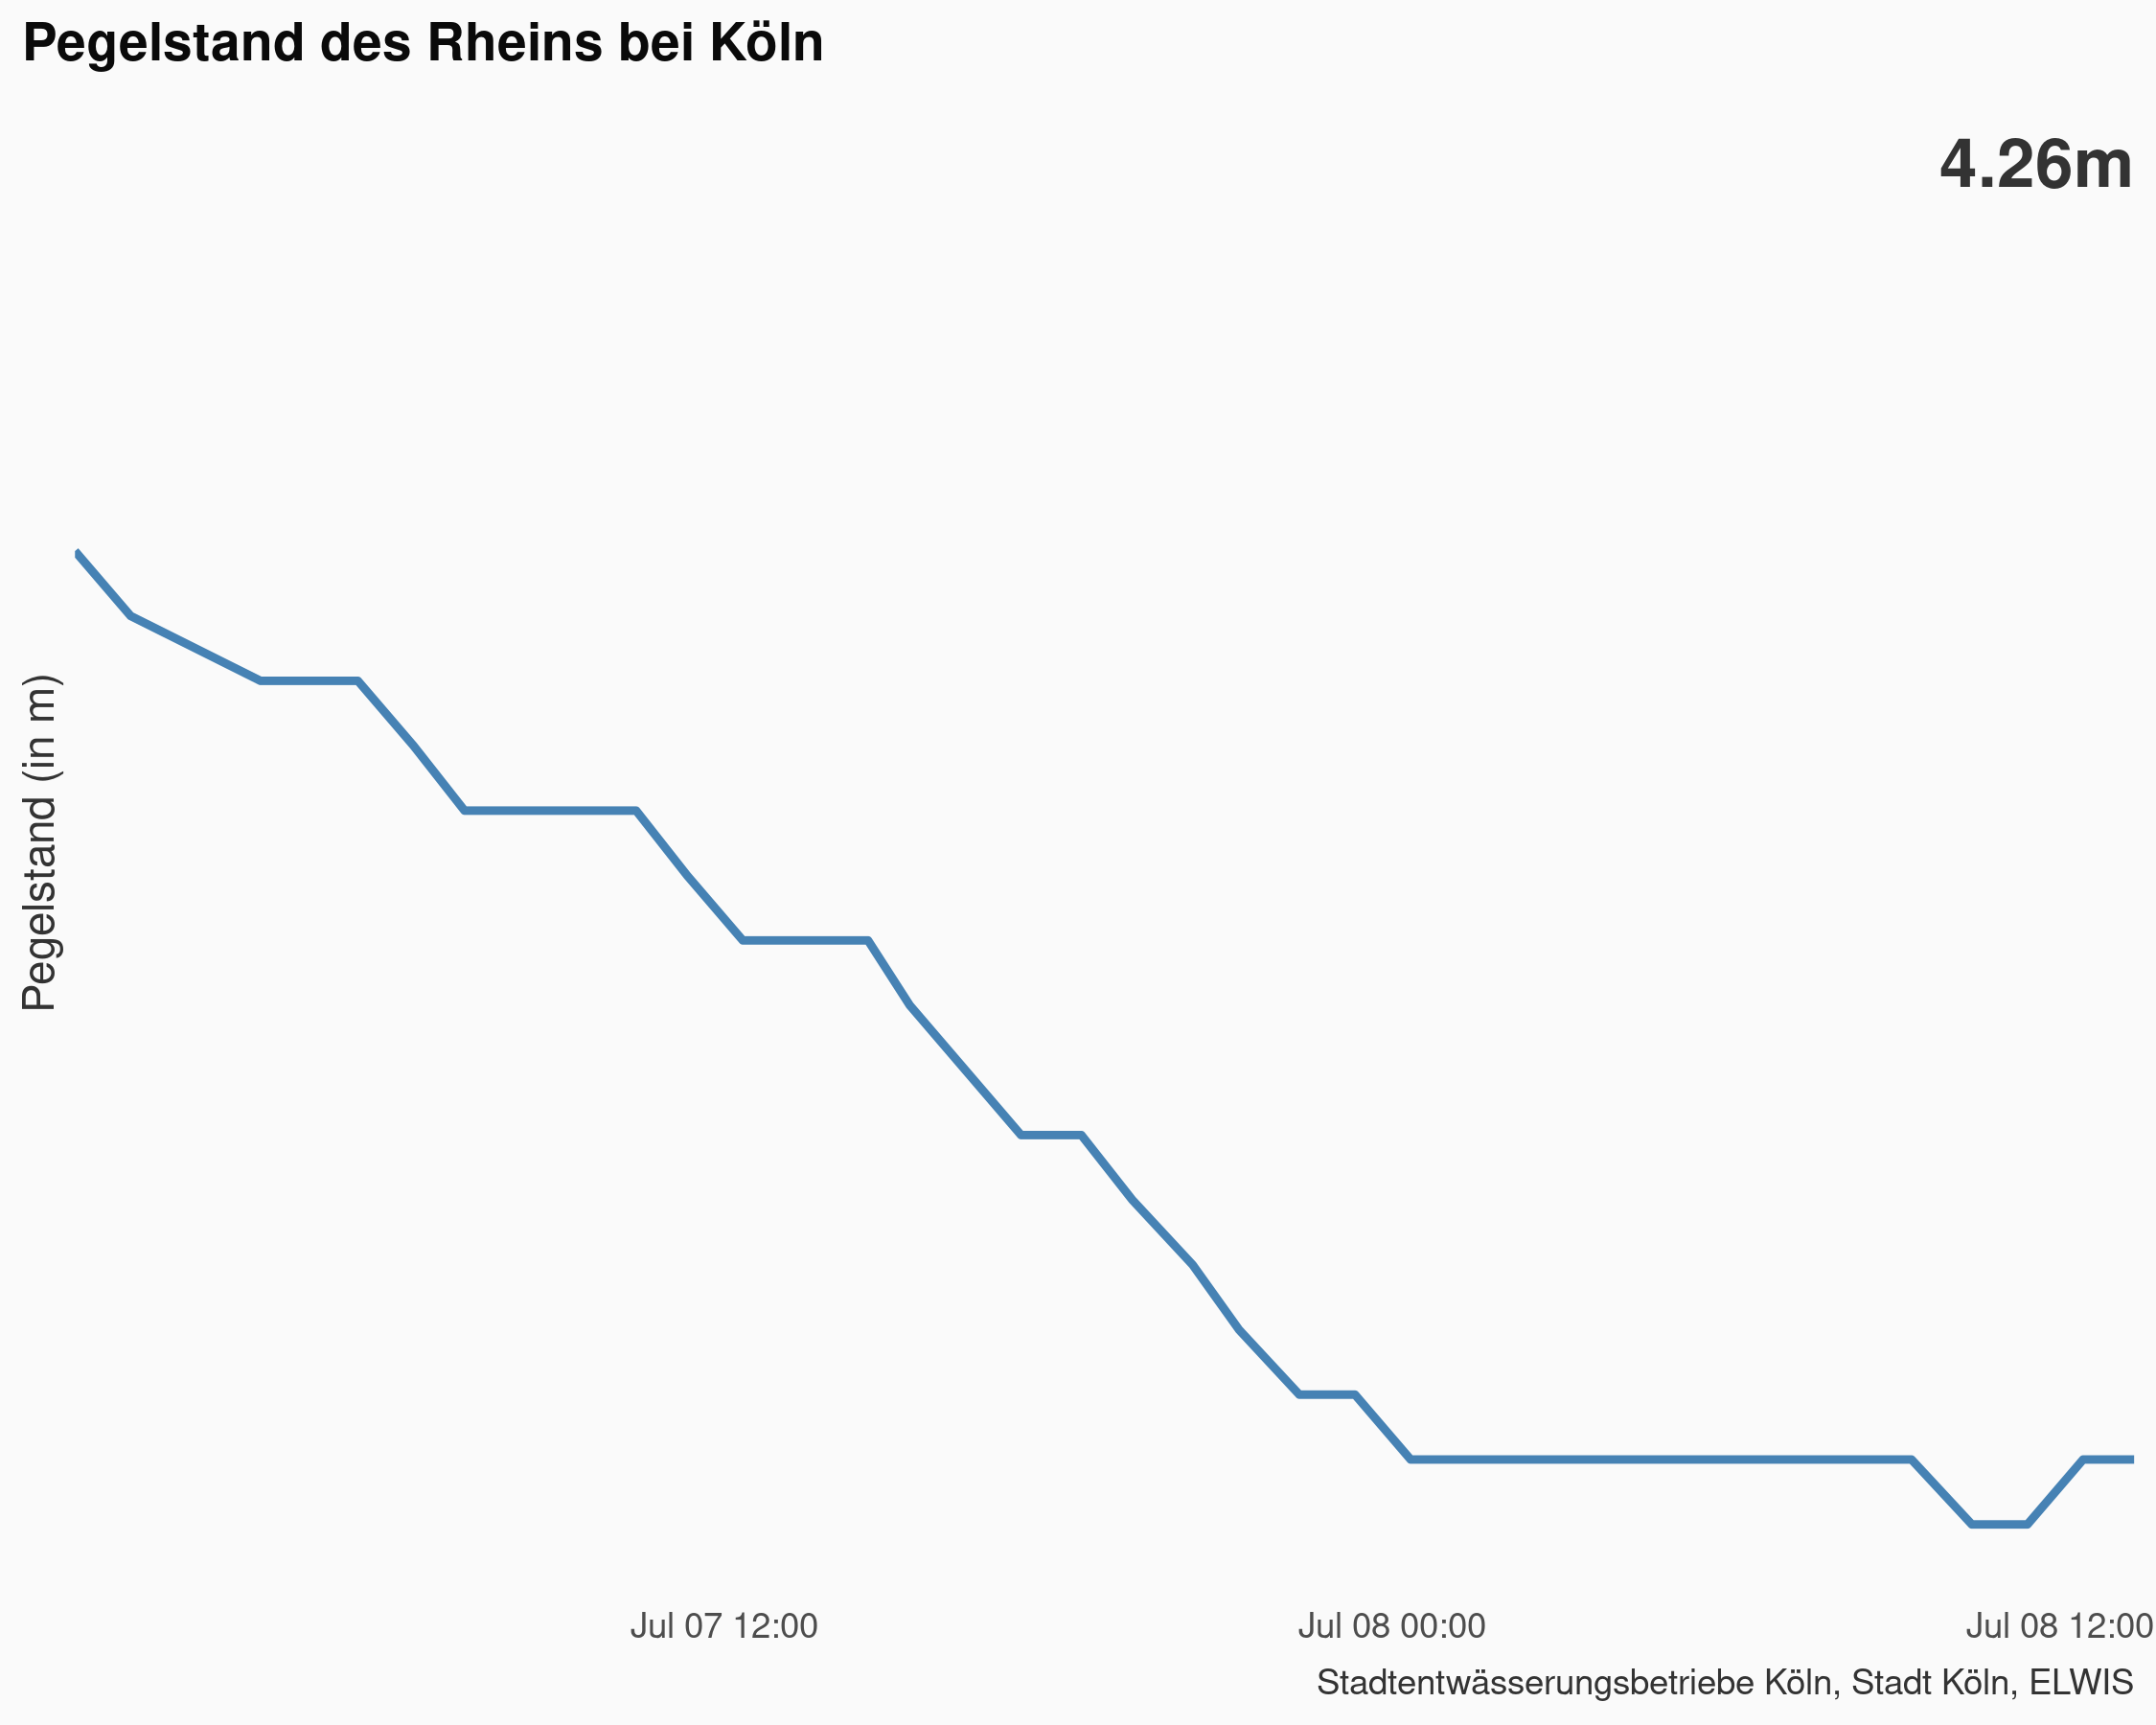 Pegelstand des Rheins bei Köln
4.26m
Pegelstand (in m)
Jul 07 12:00
Jul 08 00:00
Jul 08 12:00
Stadtentwässerungsbetriebe Köln, Stadt Köln, ELWIS